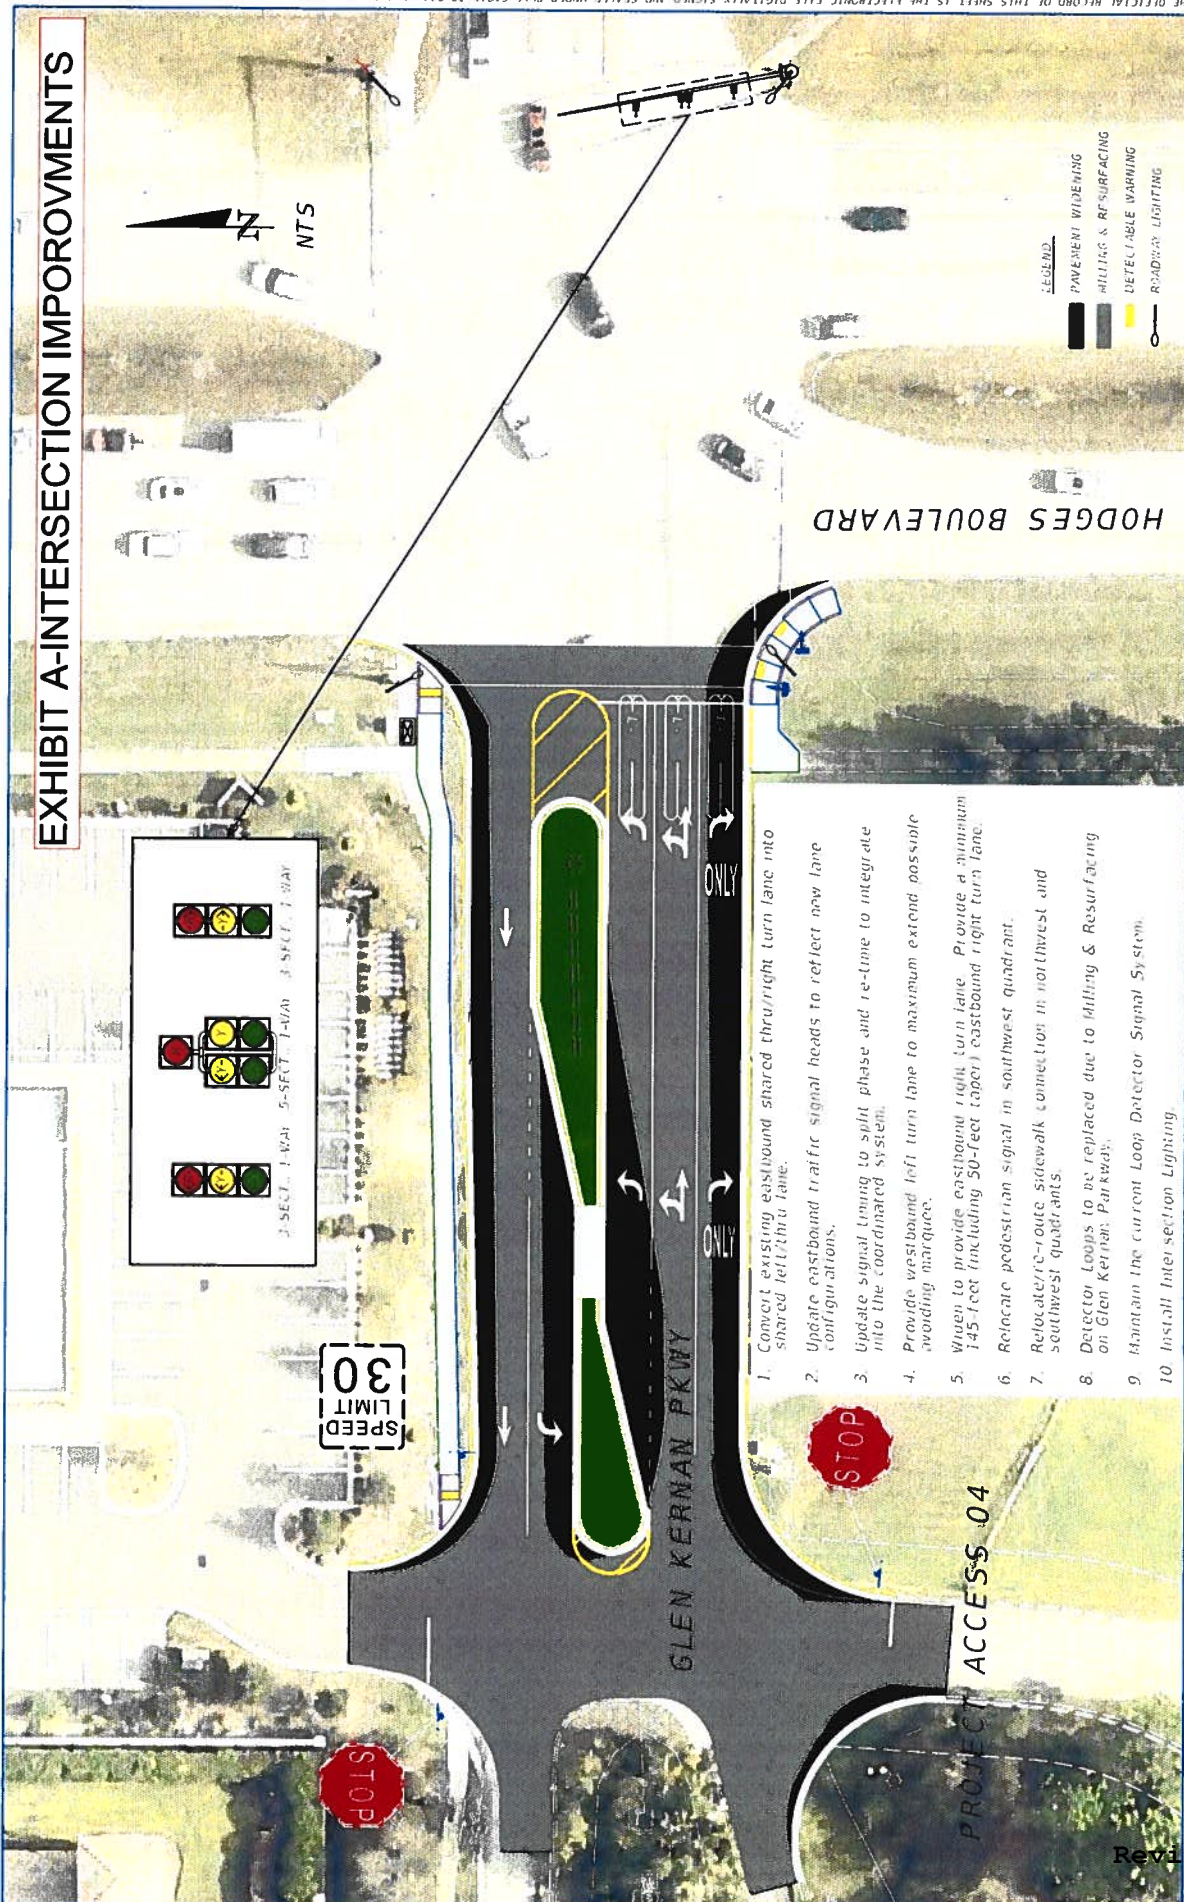 EXHIBIT A-INTERSECTION IMPOROVMENTS
N
NTS
3-SECT. 1-WAY
5-SECT. 1-WAY
3-SECT. 1-WAY
SPEED
LIMIT
30
ONLY
ONLY
GLEN KERNAN PKWY
HODGES BOULEVARD
STOP
STOP
PROJECT ACCESS 04
LEGEND
PAVEMENT WIDENING
MILLING & RESURFACING
DETECTABLE WARNING
ROADWAY LIGHTING
1. Convert existing eastbound shared thru/right turn lane into
shared left/thru lane.
2. Update eastbound traffic signal heads to reflect new lane
configurations.
3. Update signal timing to split phase and re-time to integrate
into the coordinated system.
4. Provide westbound left turn lane to maximum extend possible
avoiding marquee.
5. Widen to provide eastbound right turn lane. Provide a minimum
145-feet (including 50-feet taper) eastbound right turn lane.
6. Relocate pedestrian signal in southwest quadrant.
7. Relocate/re-route sidewalk connection in northwest and
southwest quadrants.
8. Detector Loops to be replaced due to Milling & Resurfacing
on Glen Kernan Parkway.
9. Maintain the current Loop Detector Signal System.
10. Install Intersection Lighting.
Revi